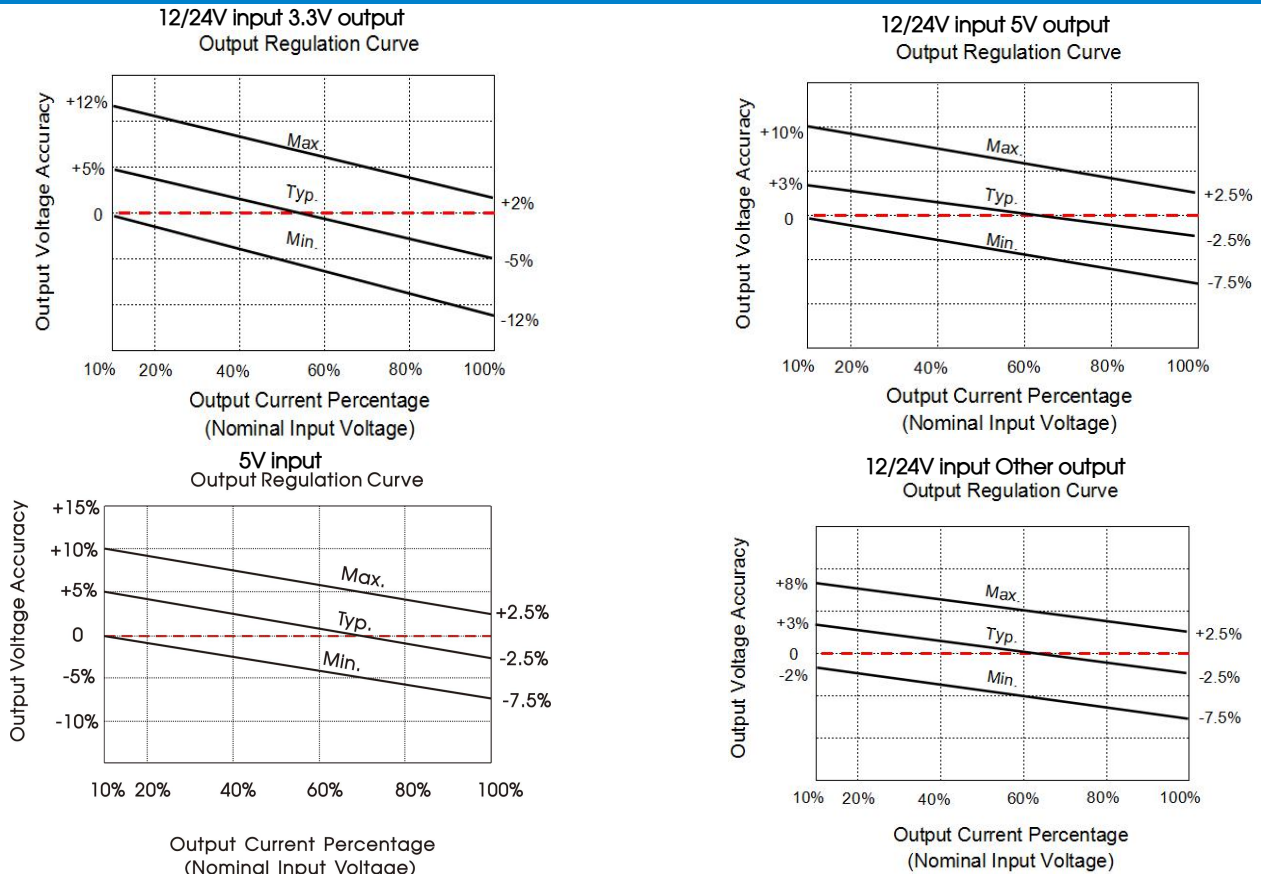 12/24V input 3.3V output
Output Regulation Curve
Output Voltage Accuracy
+12%
+5%
0
Max.
Typ.
Min.
+2%
-5%
-12%
10% 20% 40% 60% 80% 100%
Output Current Percentage
(Nominal Input Voltage)
12/24V input 5V output
Output Regulation Curve
Output Voltage Accuracy
+10%
+3%
0
Max.
Typ.
Min.
+2.5%
-2.5%
-7.5%
10% 20% 40% 60% 80% 100%
Output Current Percentage
(Nominal Input Voltage)
5V input
Output Regulation Curve
Output Voltage Accuracy
+15%
+10%
+5%
0
-5%
-10%
Max.
Typ.
Min.
+2.5%
-2.5%
-7.5%
10% 20% 40% 60% 80% 100%
Output Current Percentage
(Nominal Input Voltage)
12/24V input Other output
Output Regulation Curve
Output Voltage Accuracy
+8%
+3%
0
-2%
Max.
Typ.
Min.
+2.5%
-2.5%
-7.5%
10% 20% 40% 60% 80% 100%
Output Current Percentage
(Nominal Input Voltage)